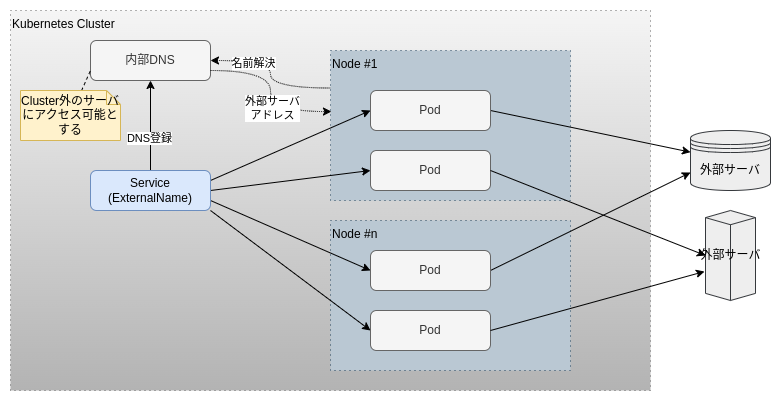 Kubernetes Cluster
内部DNS
名前解決
Node #1
Cluster外のサーバ
にアクセス可能と
する
外部サーバ
アドレス
Pod
DNS登録
Pod
外部サーバ
Service
(ExternalName)
Node #n
外部サーバ
Pod
Pod